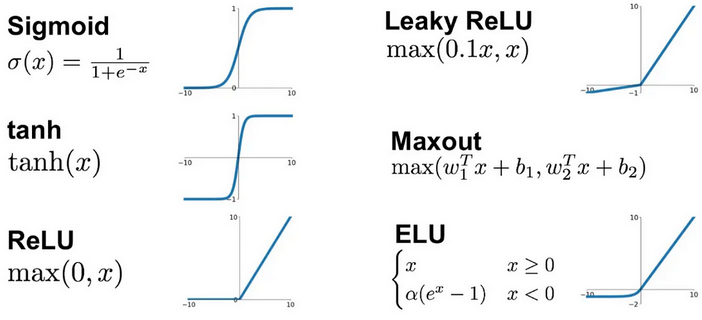 Sigmoid
σ(x) = 1/(1+e^{-x})
1
-10
0
10
tanh
tanh(x)
1
-10
10
-1
ReLU
max(0, x)
10
-10
0
10
Leaky ReLU
max(0.1x, x)
10
-10
-1
10
Maxout
max(w_1^T x + b_1, w_2^T x + b_2)
ELU
{ x x ≥ 0
α(e^x − 1) x < 0
10
-10
-2
10